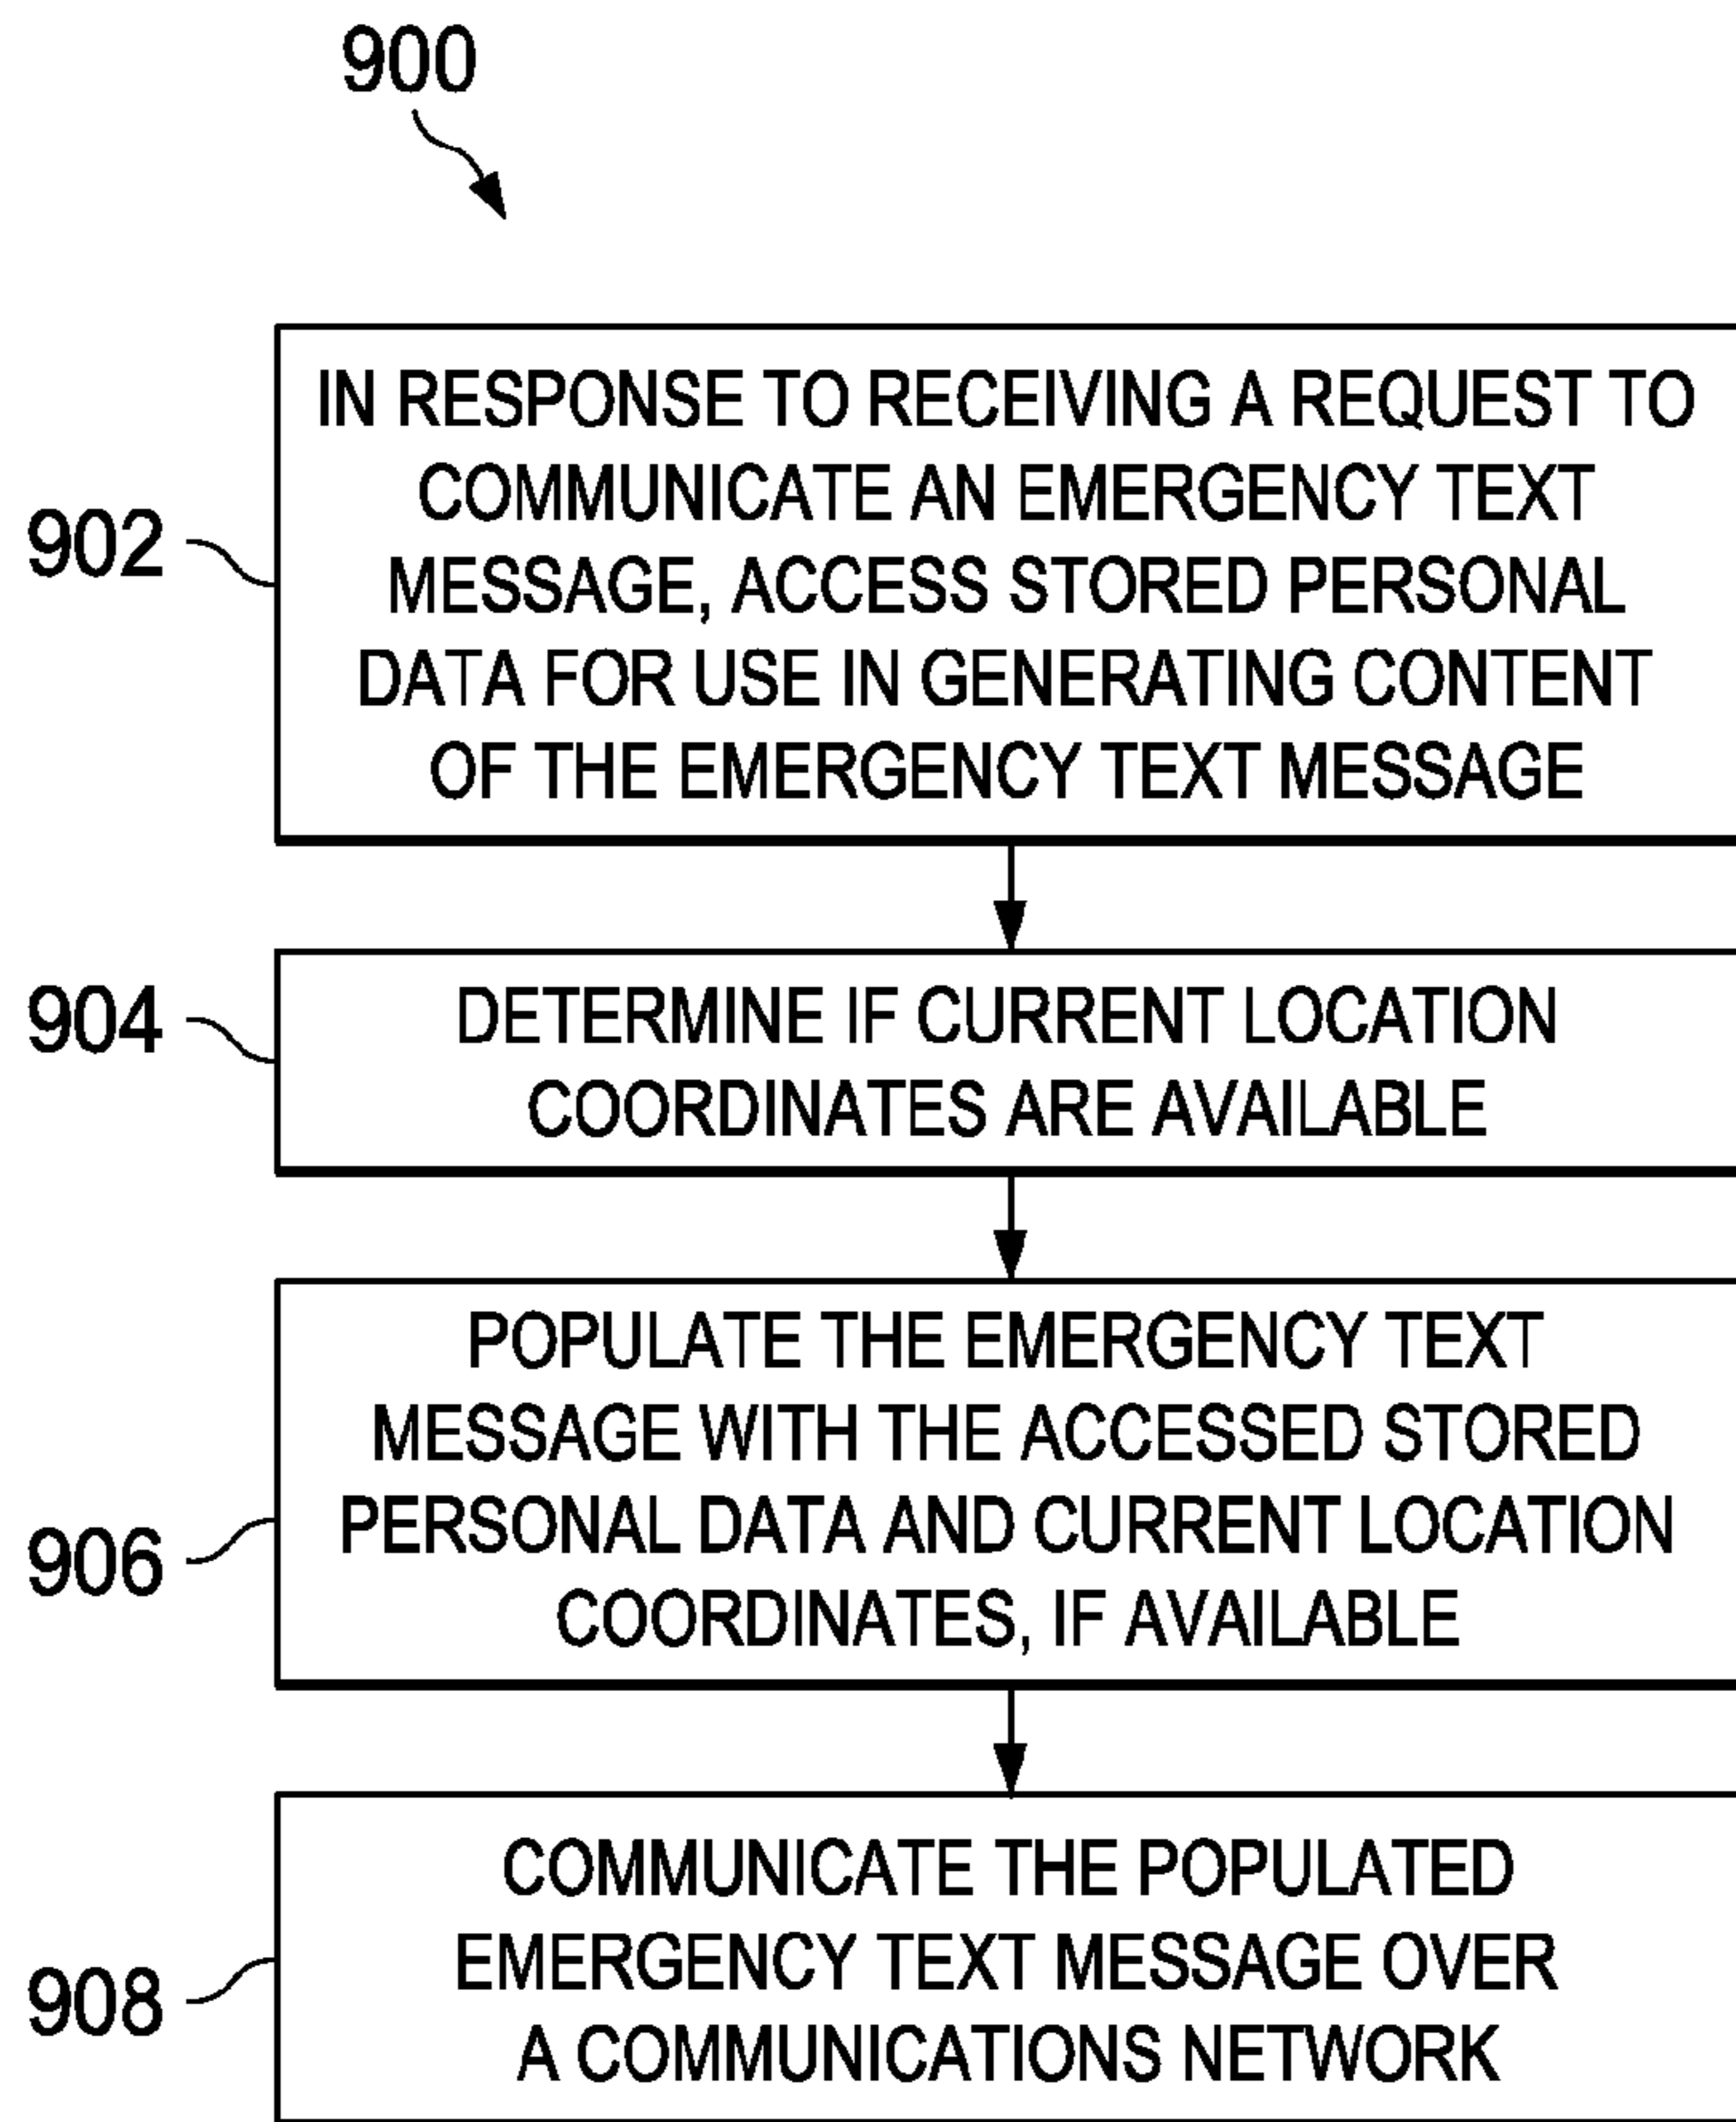 900
902
IN RESPONSE TO RECEIVING A REQUEST TO
COMMUNICATE AN EMERGENCY TEXT
MESSAGE, ACCESS STORED PERSONAL
DATA FOR USE IN GENERATING CONTENT
OF THE EMERGENCY TEXT MESSAGE
904
DETERMINE IF CURRENT LOCATION
COORDINATES ARE AVAILABLE
906
POPULATE THE EMERGENCY TEXT
MESSAGE WITH THE ACCESSED STORED
PERSONAL DATA AND CURRENT LOCATION
COORDINATES, IF AVAILABLE
908
COMMUNICATE THE POPULATED
EMERGENCY TEXT MESSAGE OVER
A COMMUNICATIONS NETWORK